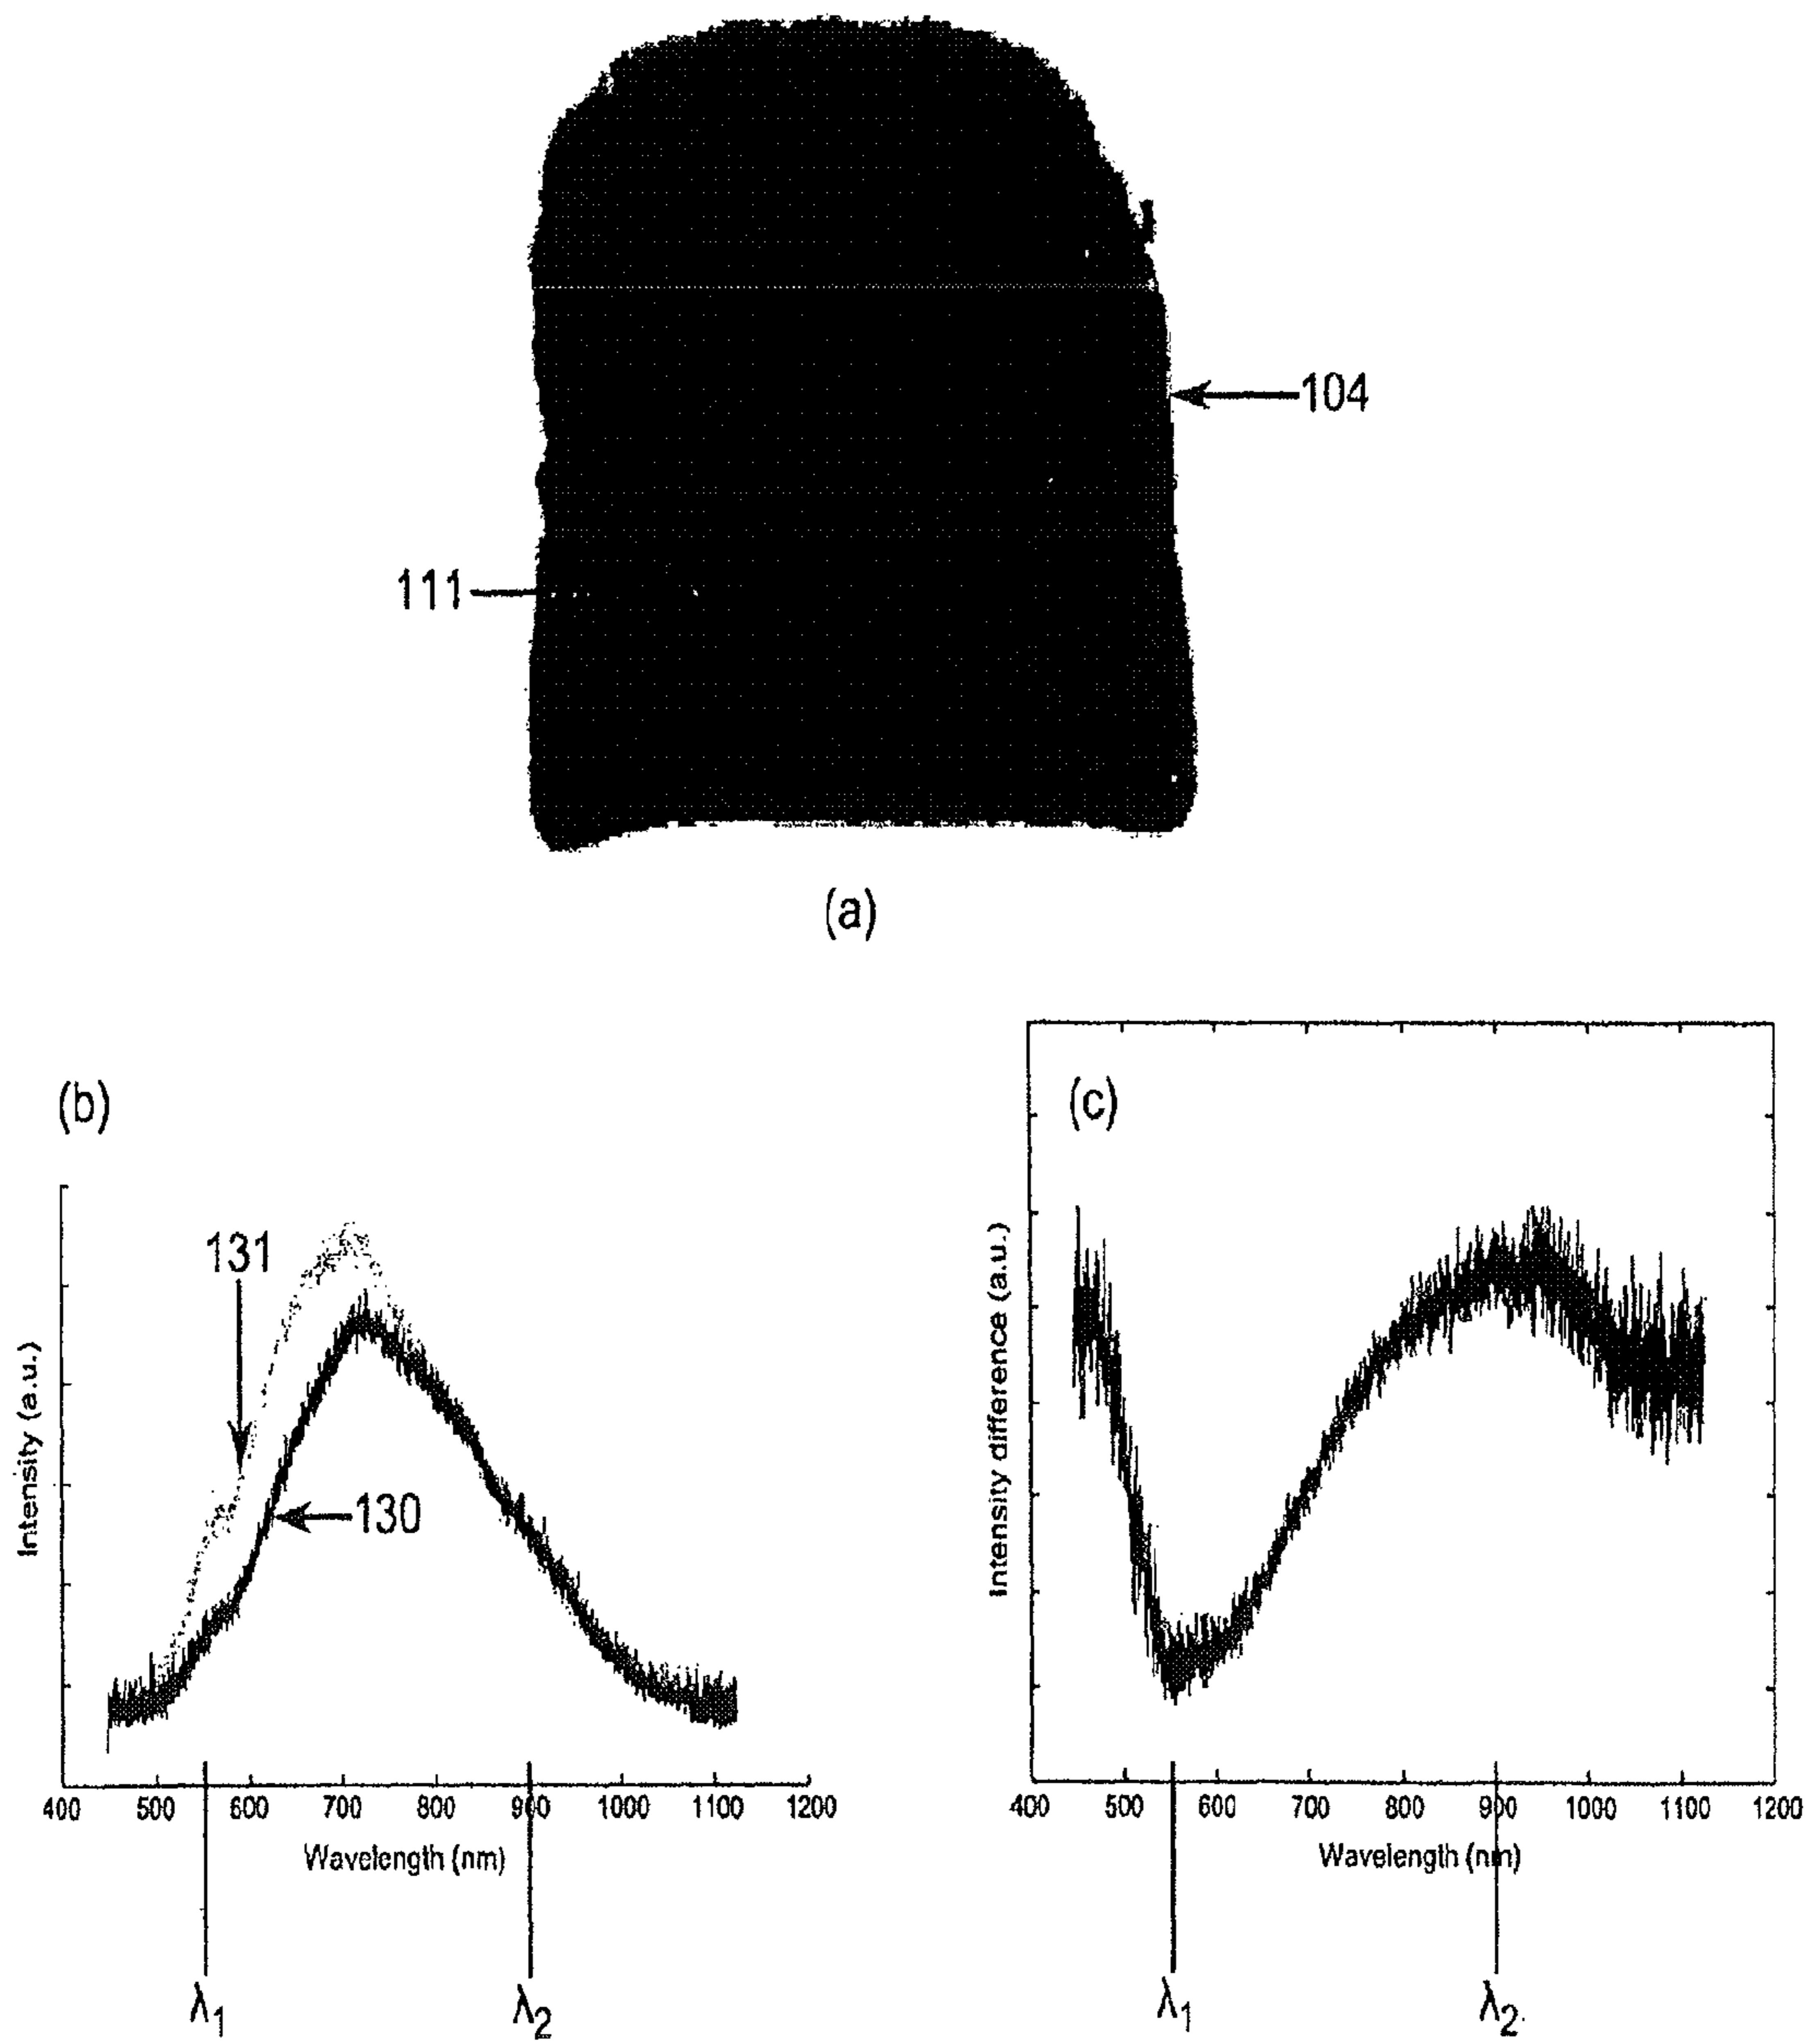 104
111
(a)
(b)
131
130
Intensity (a.u.)
400 500 600 700 800 900 1000 1100 1200
Wavelength (nm)
λ1 λ2
(c)
Intensity difference (a.u.)
400 500 600 700 800 900 1000 1100 1200
Wavelength (nm)
λ1 λ2